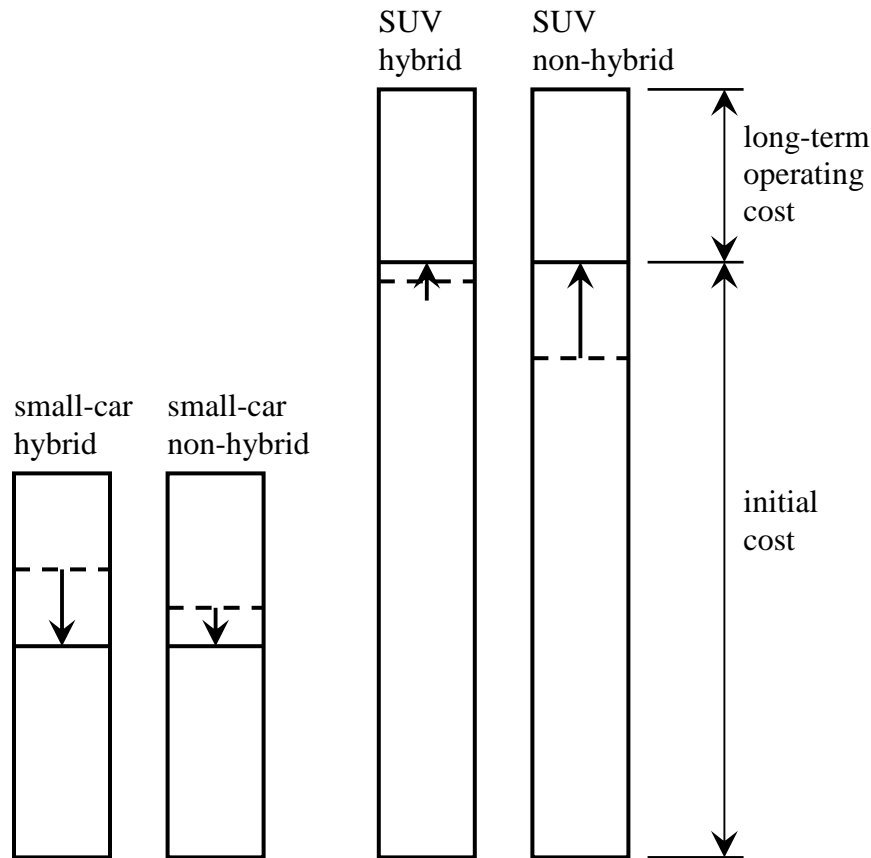 SUV
hybrid
SUV
non-hybrid
long-term
operating
cost
small-car
hybrid
small-car
non-hybrid
initial
cost